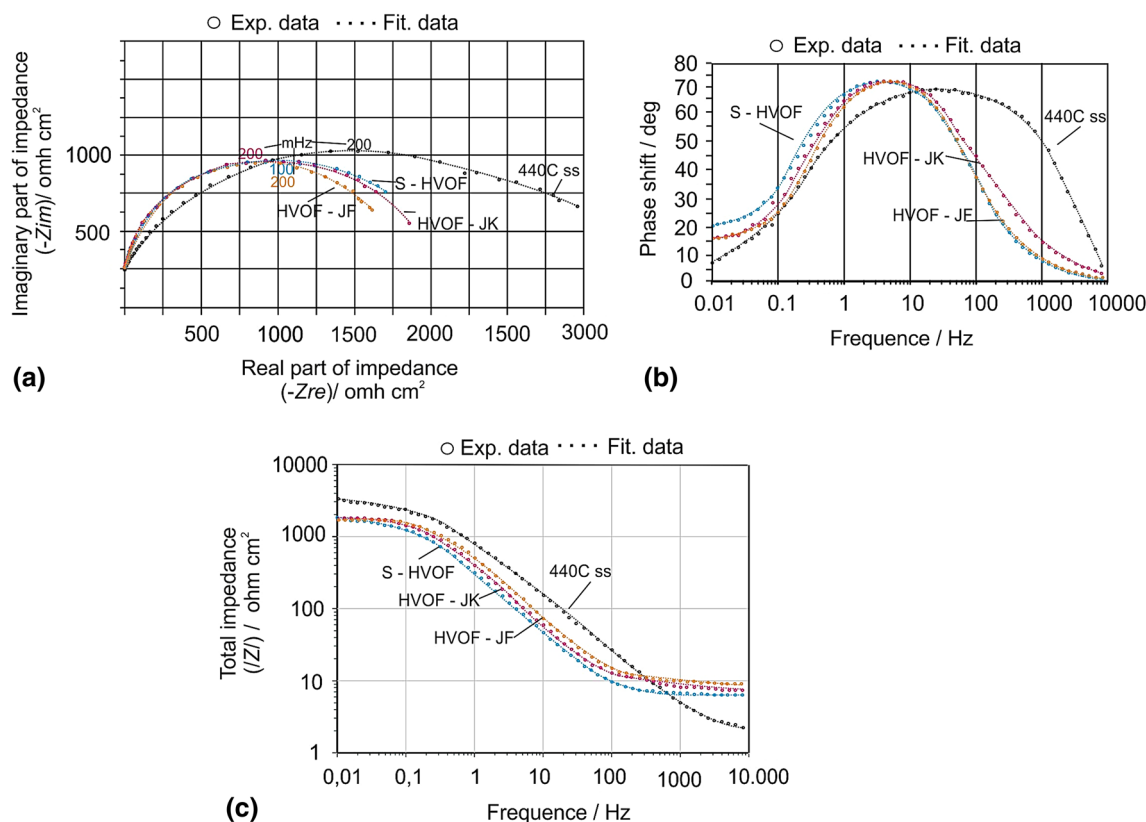 ○ Exp. data ···· Fit. data
Imaginary part of impedance
(-Zrm)/ omh cm²
1000
500
200
mHz
200
100
200
440C ss
S - HVOF
HVOF - JF
HVOF - JK
500 1000 1500 2000 1500 3000
Real part of impedance
(-Zre)/ omh cm²
(a)
○ Exp. data ···· Fit. data
Phase shift / deg
80
70
60
50
40
30
20
10
0
S - HVOF
440C ss
HVOF - JK
HVOF - JF
0.01 0.1 1 10 100 1000 10000
Frequence / Hz
(b)
○ Exp. data ···· Fit. data
Total impedance
(/Z/) / ohm cm²
10000
1000
100
10
1
S - HVOF
440C ss
HVOF - JK
HVOF - JF
0,01 0,1 1 10 100 1000 10.000
Frequence / Hz
(c)